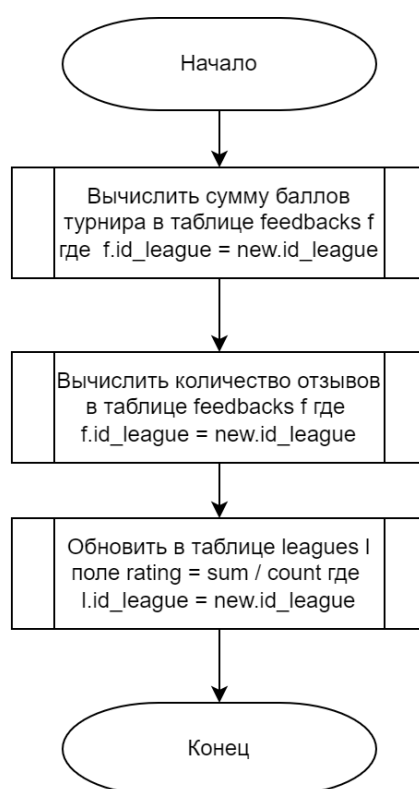 Начало
Вычислить сумму баллов
турнира в таблице feedbacks f
где f.id_league = new.id_league
Вычислить количество отзывов
в таблице feedbacks f где
f.id_league = new.id_league
Обновить в таблице leagues l
поле rating = sum / count где
l.id_league = new.id_league
Конец